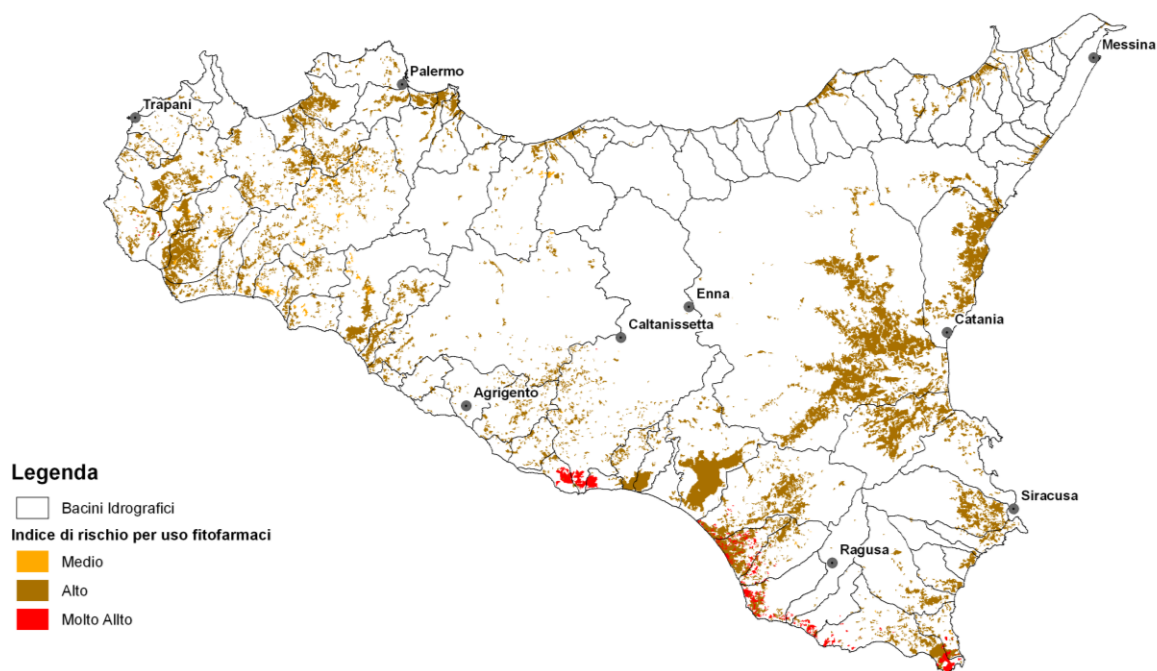 Messina
Palermo
Trapani
Enna
Catania
Caltanissetta
Agrigento
Siracusa
Ragusa
Legenda
Bacini Idrografici
Indice di rischio per uso fitofarmaci
Medio
Alto
Molto Allto